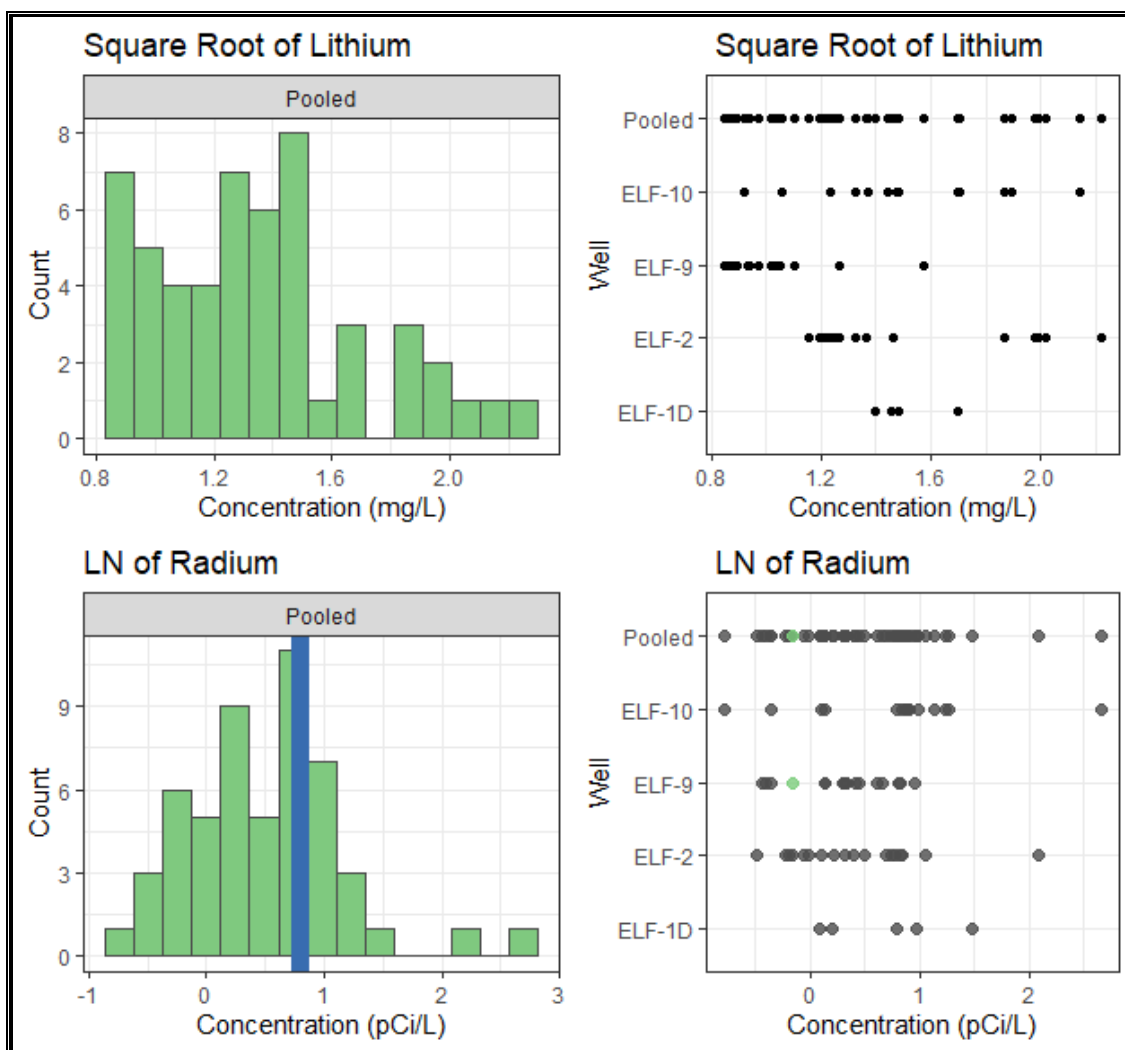 Square Root of Lithium
Pooled
8
6
4
2
0
Count
0.8
1.2
1.6
2.0
Concentration (mg/L)
Square Root of Lithium
Pooled
ELF-10
ELF-9
ELF-2
ELF-1D
Well
0.8
1.2
1.6
2.0
Concentration (mg/L)
LN of Radium
Pooled
9
6
3
0
Count
-1
0
1
2
3
Concentration (pCi/L)
LN of Radium
Pooled
ELF-10
ELF-9
ELF-2
ELF-1D
Well
0
1
2
Concentration (pCi/L)